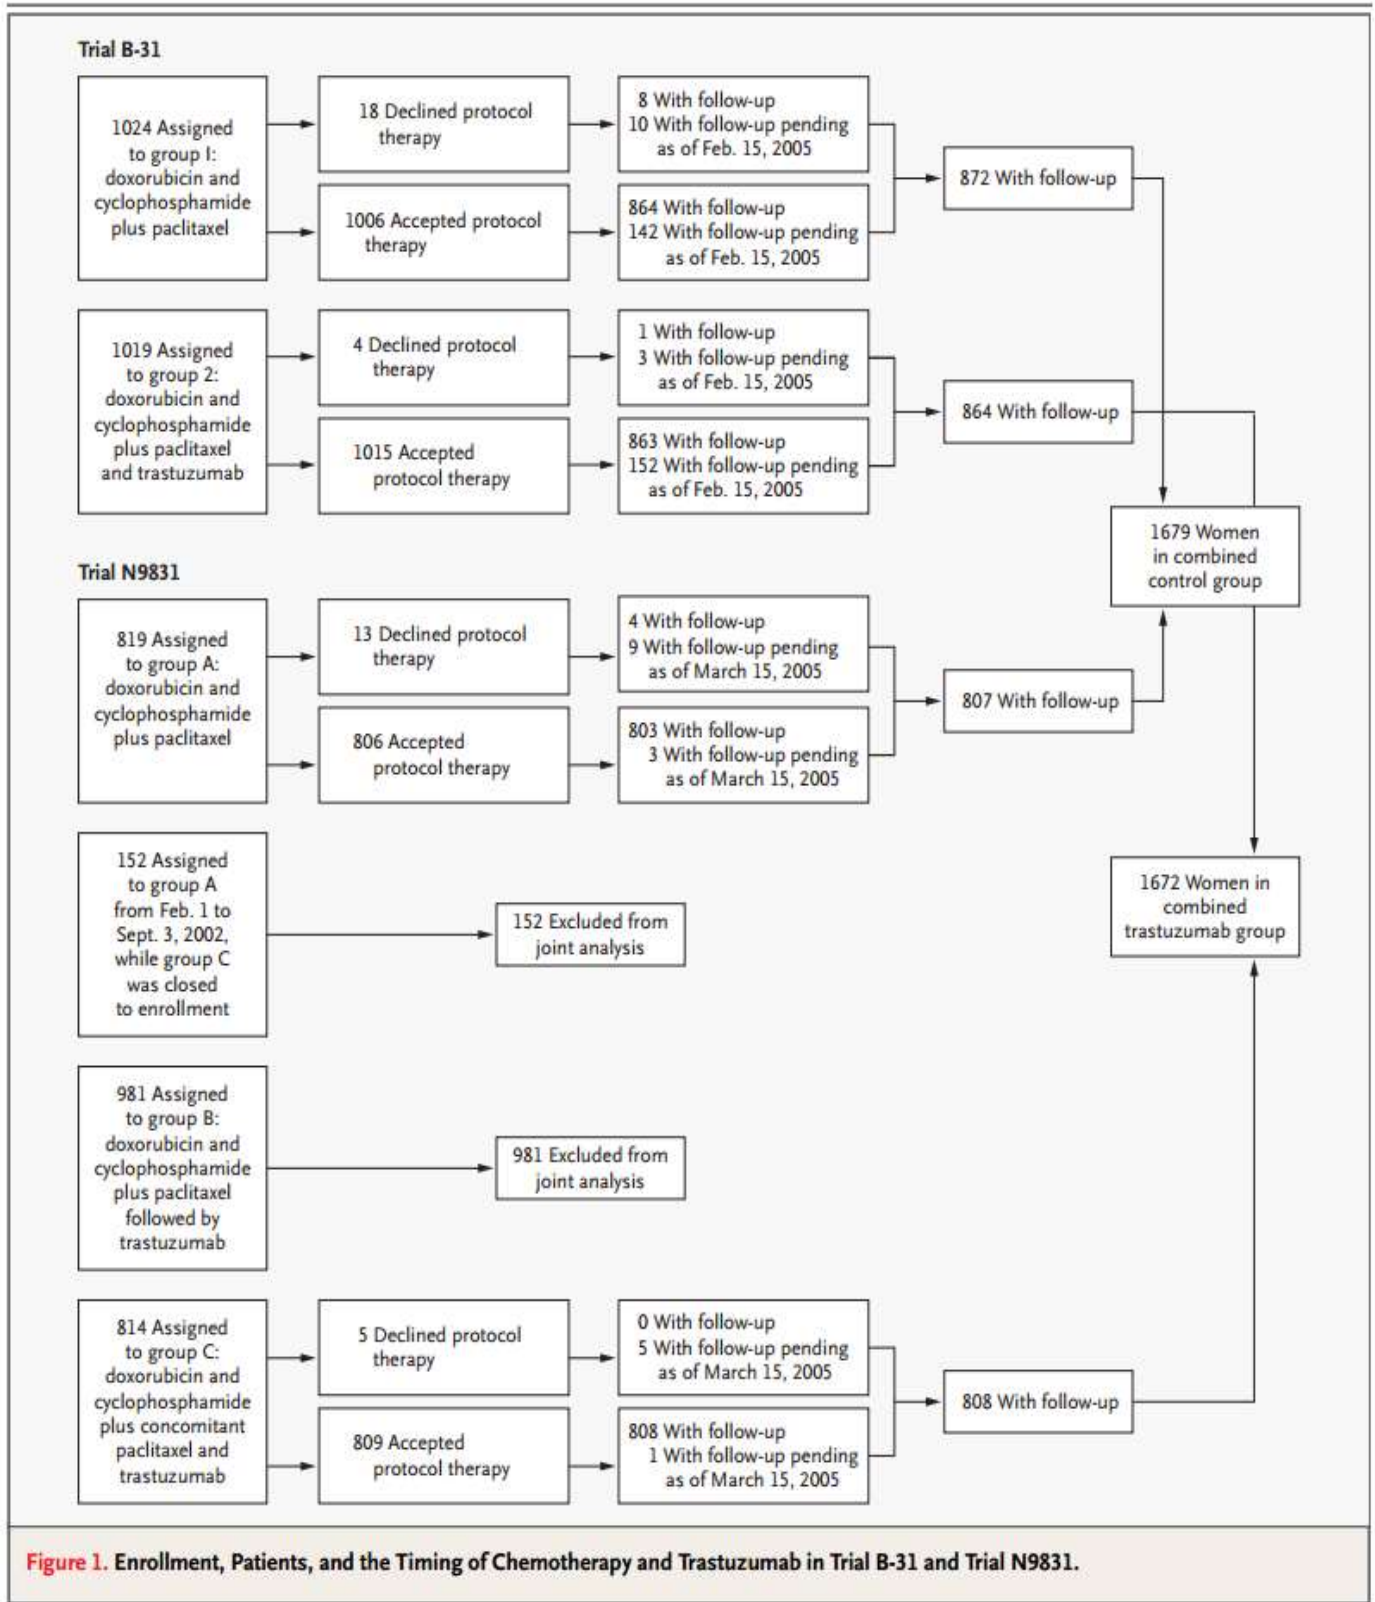 Trial B-31
1024 Assigned
to group I:
doxorubicin and
cyclophosphamide
plus paclitaxel
18 Declined protocol
therapy
8 With follow-up
10 With follow-up pending
as of Feb. 15, 2005
1006 Accepted protocol
therapy
864 With follow-up
142 With follow-up pending
as of Feb. 15, 2005
872 With follow-up
1019 Assigned
to group 2:
doxorubicin and
cyclophosphamide
plus paclitaxel
and trastuzumab
4 Declined protocol
therapy
1 With follow-up
3 With follow-up pending
as of Feb. 15, 2005
1015 Accepted
protocol therapy
863 With follow-up
152 With follow-up pending
as of Feb. 15, 2005
864 With follow-up
1679 Women
in combined
control group
Trial N9831
819 Assigned
to group A:
doxorubicin and
cyclophosphamide
plus paclitaxel
13 Declined protocol
therapy
4 With follow-up
9 With follow-up pending
as of March 15, 2005
806 Accepted
protocol therapy
803 With follow-up
3 With follow-up pending
as of March 15, 2005
807 With follow-up
152 Assigned
to group A
from Feb. 1 to
Sept. 3, 2002,
while group C
was closed
to enrollment
152 Excluded from
joint analysis
1672 Women in
combined
trastuzumab group
981 Assigned
to group B:
doxorubicin and
cyclophosphamide
plus paclitaxel
followed by
trastuzumab
981 Excluded from
joint analysis
814 Assigned
to group C:
doxorubicin and
cyclophosphamide
plus concomitant
paclitaxel and
trastuzumab
5 Declined protocol
therapy
0 With follow-up
5 With follow-up pending
as of March 15, 2005
809 Accepted
protocol therapy
808 With follow-up
1 With follow-up pending
as of March 15, 2005
808 With follow-up
Figure 1. Enrollment, Patients, and the Timing of Chemotherapy and Trastuzumab in Trial B-31 and Trial N9831.